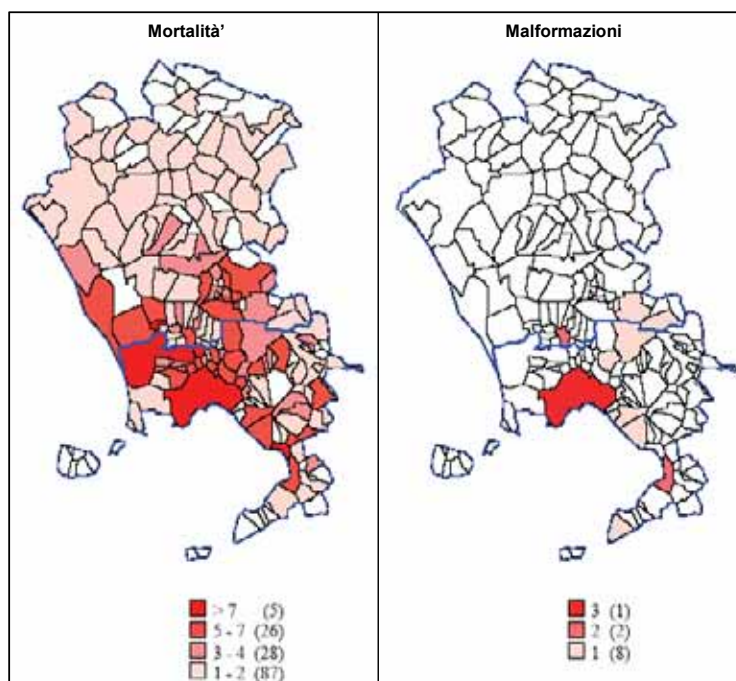 Mortalità'
Malformazioni
> 7 (5)
5 - 7 (26)
3 - 4 (28)
1 - 2 (87)
3 (1)
2 (2)
1 (8)